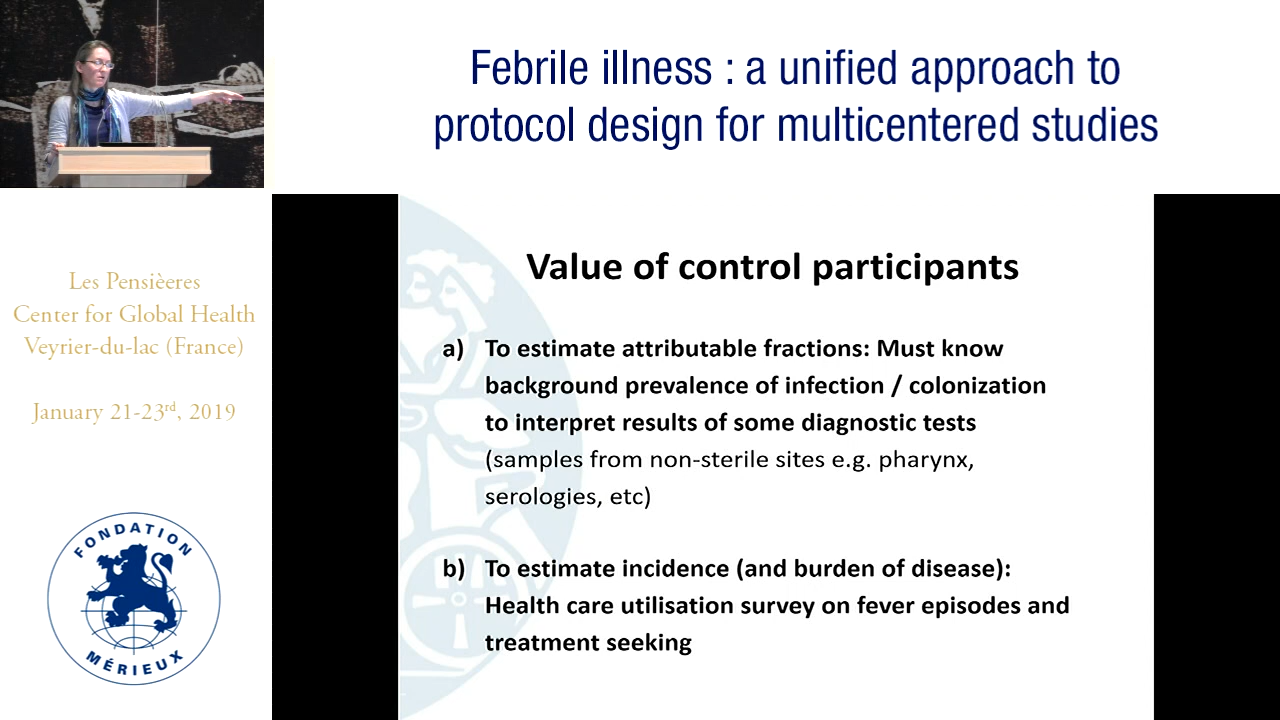 Febrile illness : a unified approach to
protocol design for multicentered studies
Les Pensièeres
Center for Global Health
Veyrier-du-lac (France)
January 21-23rd, 2019
FONDATION
MÉRIEUX
Value of control participants
a) To estimate attributable fractions: Must know
background prevalence of infection / colonization
to interpret results of some diagnostic tests
(samples from non-sterile sites e.g. pharynx,
serologies, etc)
b) To estimate incidence (and burden of disease):
Health care utilisation survey on fever episodes and
treatment seeking